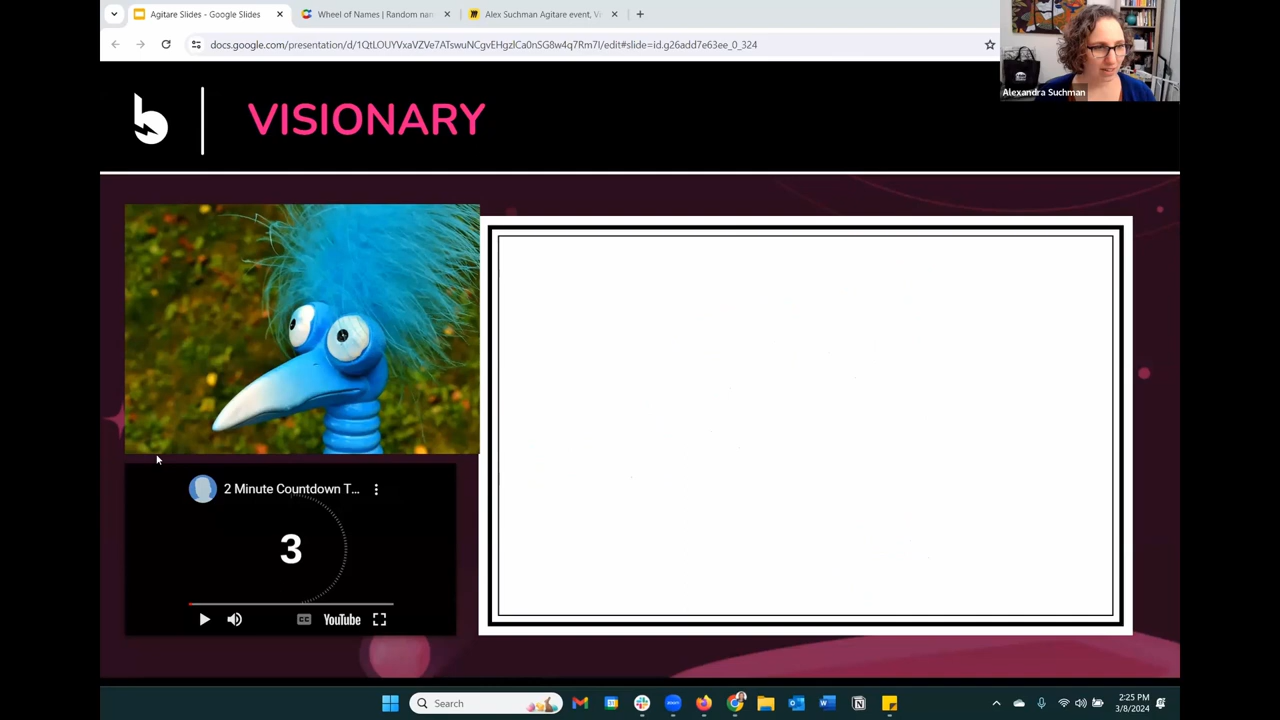 Agitare Slides - Google Slides
Wheel of Names | Random nan
Alex Suchman Agitare event, V
docs.google.com/presentation/d/1QtLOUYVxaVZVe7ATswuNCgvEHgzlCa0nSG8w4q7Rm7I/edit#slide=id.g26add7e63ee_0_324
Alexandra Suchman
VISIONARY
2 Minute Countdown T...
3
CC
YouTube
Search
2:25 PM
3/8/2024